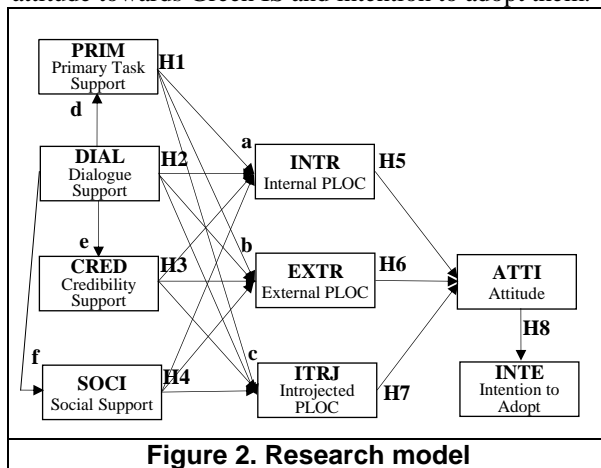 attitude towards Green IS and intention to adopt them.
PRIM
Primary Task
Support
H1
d
a
DIAL
Dialogue
Support
H2
INTR
Internal PLOC
H5
e
b
CRED
Credibility
Support
H3
EXTR
External PLOC
H6
ATTI
Attitude
f
c
H8
SOCI
Social Support
H4
ITRJ
Introjected
PLOC
H7
INTE
Intention to
Adopt
Figure 2. Research model